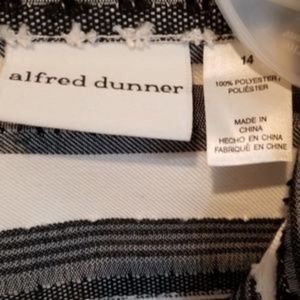 alfred dunner
14
100% POLYESTER /
POLIÉSTER
MADE IN
CHINA
HECHO EN CHINA
FABRIQUÉ EN CHINE